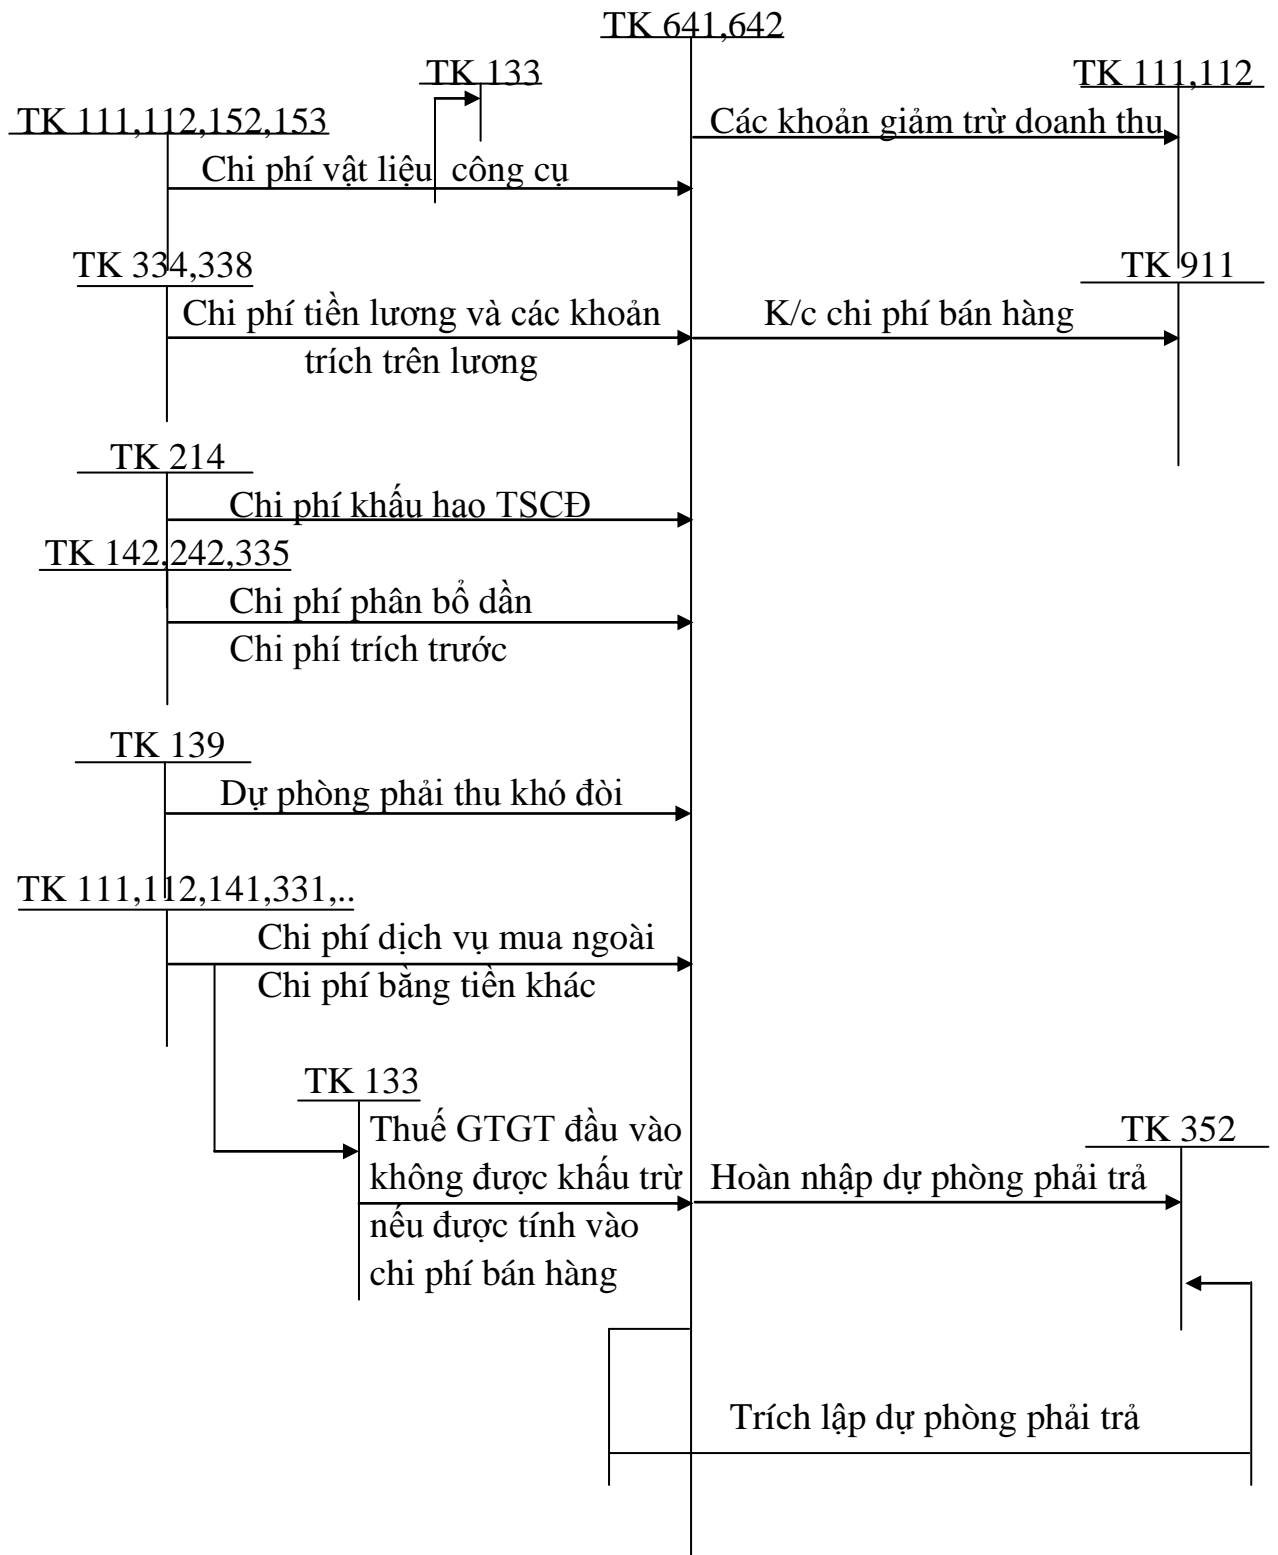 TK 641,642
TK 133
TK 111,112
TK 111,112,152,153
Các khoản giảm trừ doanh thu
Chi phí vật liệu công cụ
TK 334,338
TK 911
Chi phí tiền lương và các khoản
trích trên lương
K/c chi phí bán hàng
TK 214
Chi phí khấu hao TSCĐ
TK 142,242,335
Chi phí phân bổ dần
Chi phí trích trước
TK 139
Dự phòng phải thu khó đòi
TK 111,112,141,331,..
Chi phí dịch vụ mua ngoài
Chi phí bằng tiền khác
TK 133
Thuế GTGT đầu vào
không được khấu trừ
nếu được tính vào
chi phí bán hàng
TK 352
Hoàn nhập dự phòng phải trả
Trích lập dự phòng phải trả